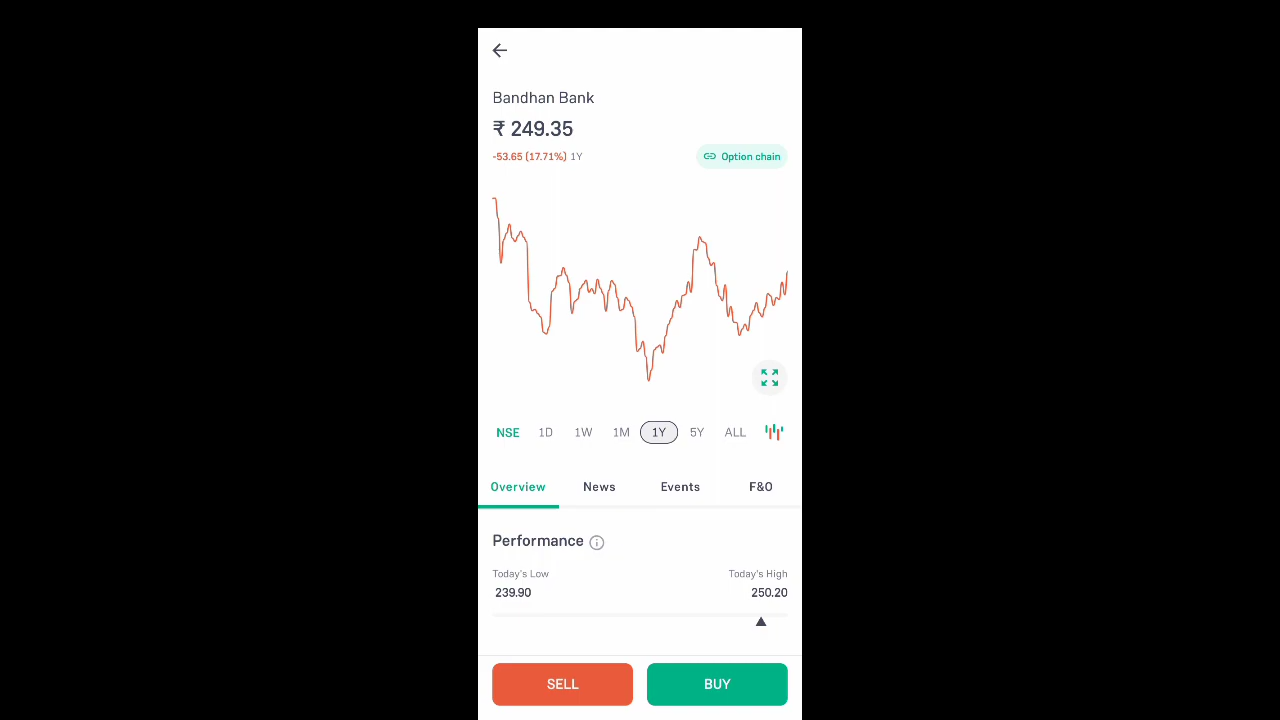 Bandhan Bank
₹ 249.35
-53.65 (17.71%) 1Y
Option chain
NSE 1D 1W 1M 1Y 5Y ALL
Overview News Events F&O
Performance
Today's Low Today's High
239.90 250.20
SELL BUY